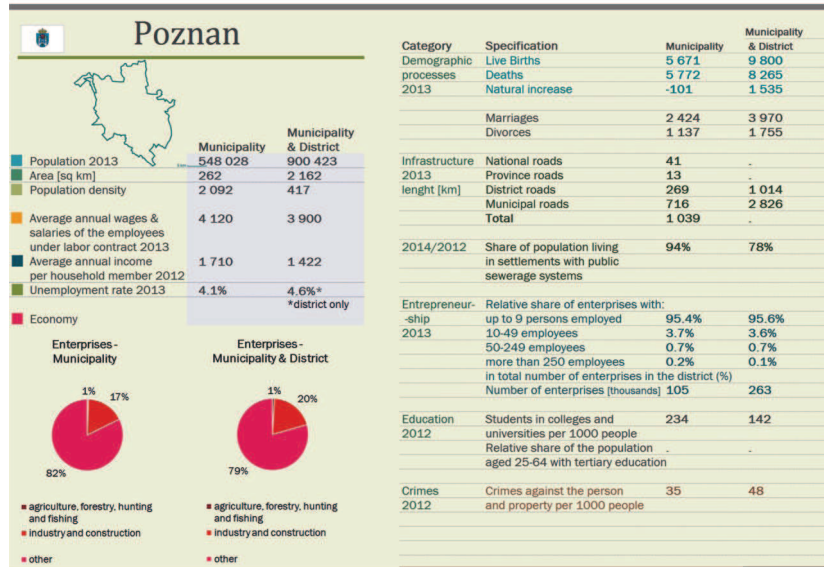 Poznan
Municipality Municipality & District
Population 2013 548 028 900 423
Area [sq km] 262 2 162
Population density 2 092 417
Average annual wages & 4 120 3 900
salaries of the employees
under labor contract 2013
Average annual income 1 710 1 422
per household member 2012
Unemployment rate 2013 4.1% 4.6%*
*district only
Economy
Enterprises -
Municipality
1%
17%
82%
agriculture, forestry, hunting
and fishing
industry and construction
other
Enterprises -
Municipality & District
1%
20%
79%
agriculture, forestry, hunting
and fishing
industry and construction
other
Municipality
Category Specification Municipality & District
Demographic Live Births 5 671 9 800
processes Deaths 5 772 8 265
2013 Natural increase -101 1 535
Marriages 2 424 3 970
Divorces 1 137 1 755
Infrastructure National roads 41 .
2013 Province roads 13 .
lenght [km] District roads 269 1 014
Municipal roads 716 2 826
Total 1 039 .
2014/2012 Share of population living 94% 78%
in settlements with public
sewerage systems
Entrepreneur- Relative share of enterprises with:
-ship up to 9 persons employed 95.4% 95.6%
2013 10-49 employees 3.7% 3.6%
50-249 employees 0.7% 0.7%
more than 250 employees 0.2% 0.1%
in total number of enterprises in the district (%)
Number of enterprises [thousands] 105 263
Education Students in colleges and 234 142
2012 universities per 1000 people
Relative share of the population . .
aged 25-64 with tertiary education
Crimes Crimes against the person 35 48
2012 and property per 1000 people